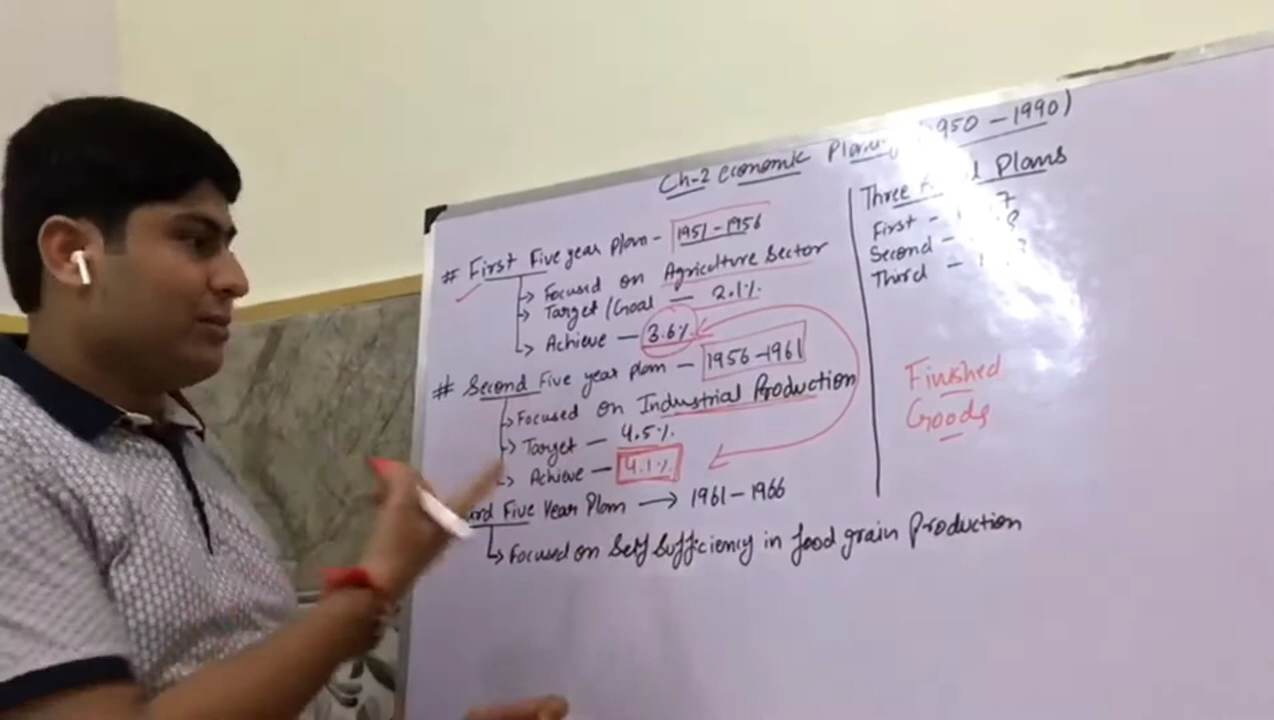 Ch-2 Economic Planning 1950 - 1990)
# First Five year plan - 1951-1956
→ Focused on Agriculture Sector
→ Target/Goal - 2.1%
→ Achieve - 3.6%
# Second Five year plan - 1956-1961
→ Focused on Industrial Production
→ Target - 4.5%
→ Achieve - 4.1%
Five Year Plan → 1961-1966
→ Focused on Self Sufficiency in food grain Production
Three Plans
First -
Second -
Third -
Finished
Goods